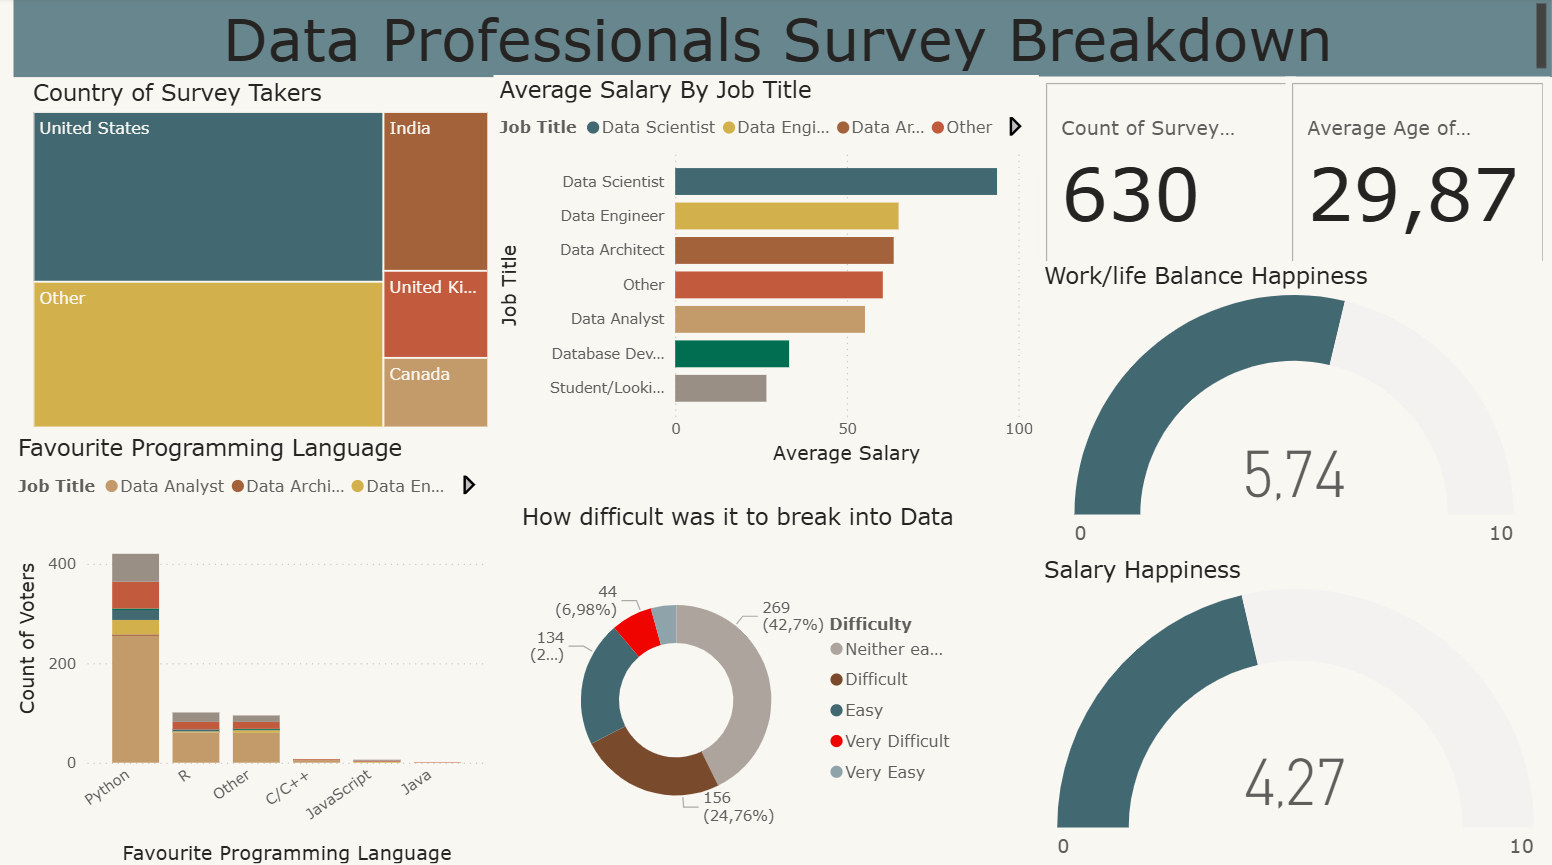 Data Professionals Survey Breakdown
Country of Survey Takers
United States
India
Other
United Ki...
Canada
Average Salary By Job Title
Job Title Data Scientist Data Engi... Data Ar... Other
Job Title
Data Scientist
Data Engineer
Data Architect
Other
Data Analyst
Database Dev...
Student/Looki...
0 50 100
Average Salary
Count of Survey...
630
Average Age of...
29,87
Work/life Balance Happiness
5,74
0 10
Favourite Programming Language
Job Title Data Analyst Data Archi... Data En...
Count of Voters
400
200
0
Python R Other C/C++ JavaScript Java
Favourite Programming Language
How difficult was it to break into Data
44
(6,98%)
134
(2...)
269
(42,7%)
156
(24,76%)
Difficulty
Neither ea...
Difficult
Easy
Very Difficult
Very Easy
Salary Happiness
4,27
0 10